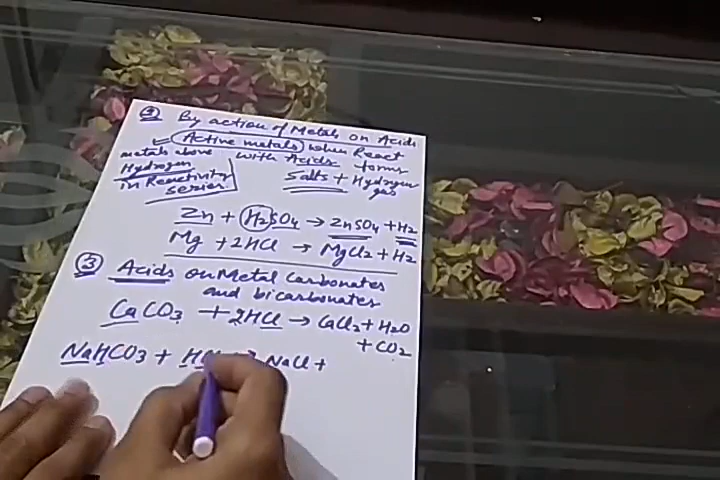 ② By action of Metals on Acids
Active metals when React
metals above with Acids forms
Hydrogen Salts + Hydrogen
in Reactivity gas
series
Zn + H2SO4 → ZnSO4 + H2
Mg + 2HCl → MgCl2 + H2
③ Acids on Metal Carbonates
and bicarbonates
CaCO3 + 2HCl → CaCl2 + H2O
+ CO2
NaHCO3 + H → NaCl +